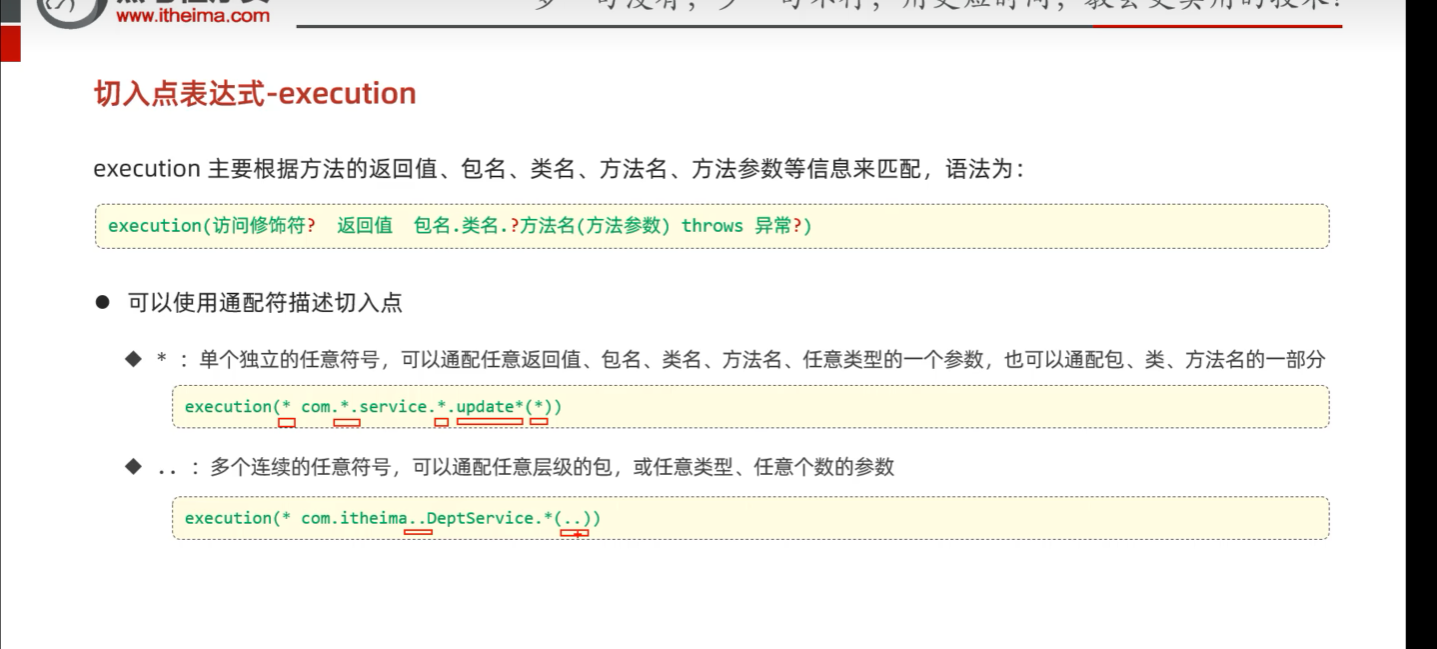 www.itheima.com
切入点表达式-execution
execution 主要根据方法的返回值、包名、类名、方法名、方法参数等信息来匹配，语法为：
execution(访问修饰符?  返回值  包名.类名.?方法名(方法参数) throws 异常?)
● 可以使用通配符描述切入点
◆ * ：单个独立的任意符号，可以通配任意返回值、包名、类名、方法名、任意类型的一个参数，也可以通配包、类、方法名的一部分
execution(* com.*.service.*.update*(*))
◆ .. ：多个连续的任意符号，可以通配任意层级的包，或任意类型、任意个数的参数
execution(* com.itheima..DeptService.*(..))